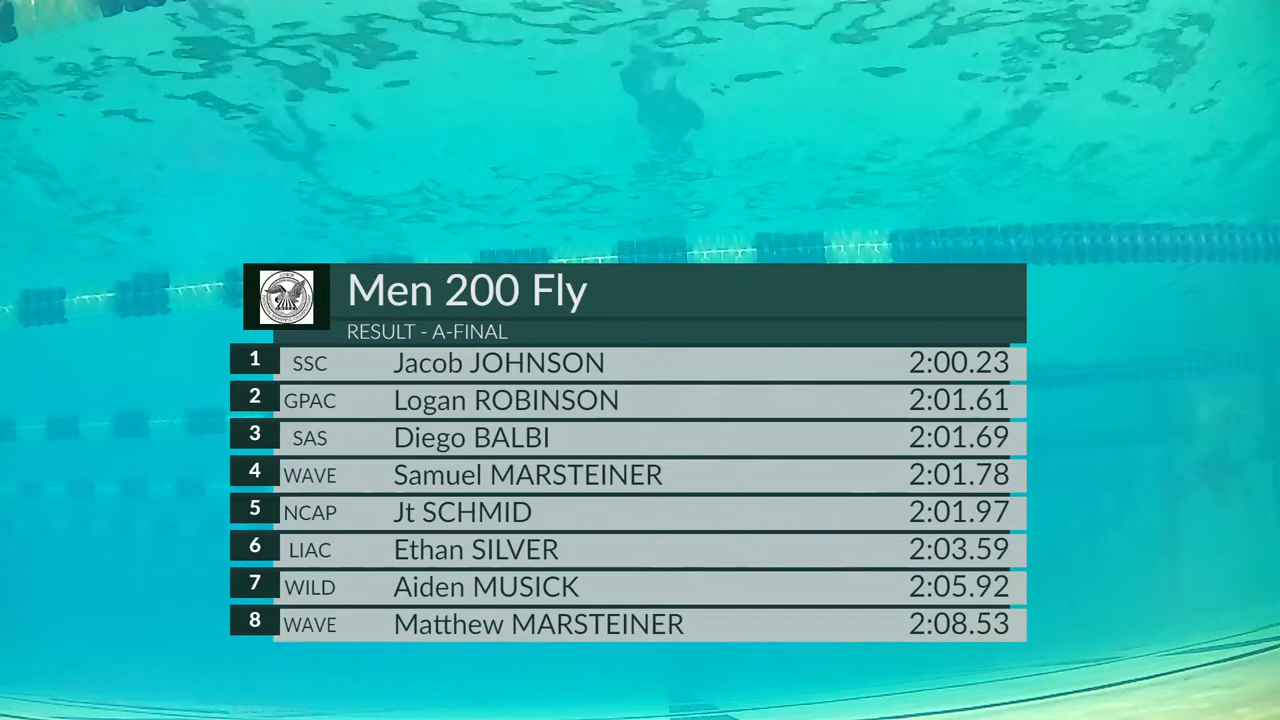 Men 200 Fly
RESULT - A-FINAL
1 SSC Jacob JOHNSON 2:00.23
2 GPAC Logan ROBINSON 2:01.61
3 SAS Diego BALBI 2:01.69
4 WAVE Samuel MARSTEINER 2:01.78
5 NCAP Jt SCHMID 2:01.97
6 LIAC Ethan SILVER 2:03.59
7 WILD Aiden MUSICK 2:05.92
8 WAVE Matthew MARSTEINER 2:08.53